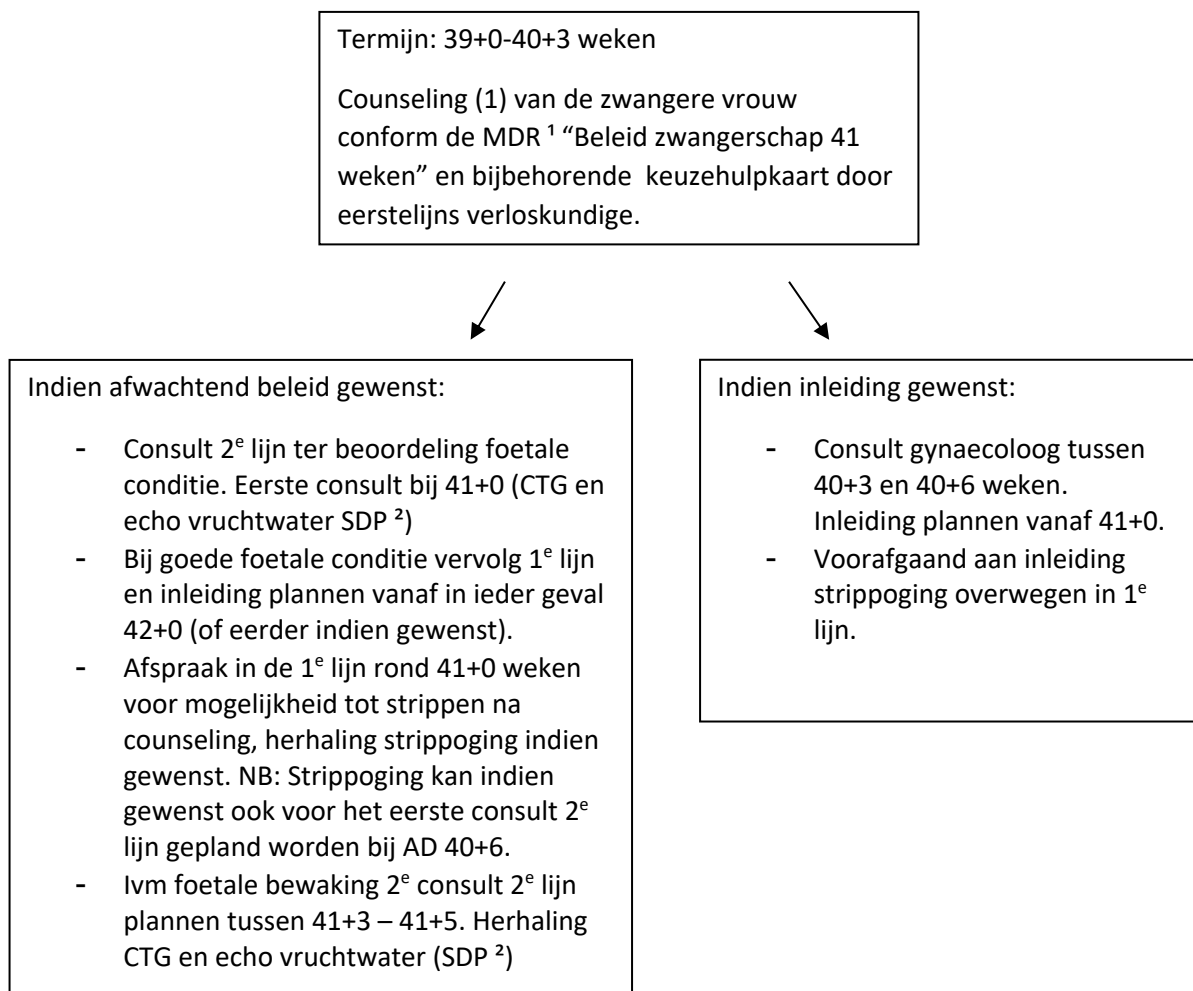 Termijn: 39+0-40+3 weken
Counseling (1) van de zwangere vrouw
conform de MDR ¹ “Beleid zwangerschap 41
weken” en bijbehorende keuzehulpkaart door
eerstelijns verloskundige.
Indien afwachtend beleid gewenst:
- Consult 2ᵉ lijn ter beoordeling foetale
conditie. Eerste consult bij 41+0 (CTG en
echo vruchtwater SDP ²)
- Bij goede foetale conditie vervolg 1ᵉ lijn
en inleiding plannen vanaf in ieder geval
42+0 (of eerder indien gewenst).
- Afspraak in de 1ᵉ lijn rond 41+0 weken
voor mogelijkheid tot strippen na
counseling, herhaling strippoging indien
gewenst. NB: Strippoging kan indien
gewenst ook voor het eerste consult 2ᵉ
lijn gepland worden bij AD 40+6.
- Ivm foetale bewaking 2ᵉ consult 2ᵉ lijn
plannen tussen 41+3 – 41+5. Herhaling
CTG en echo vruchtwater (SDP ²)
Indien inleiding gewenst:
- Consult gynaecoloog tussen
40+3 en 40+6 weken.
Inleiding plannen vanaf 41+0.
- Voorafgaand aan inleiding
strippoging overwegen in 1ᵉ
lijn.